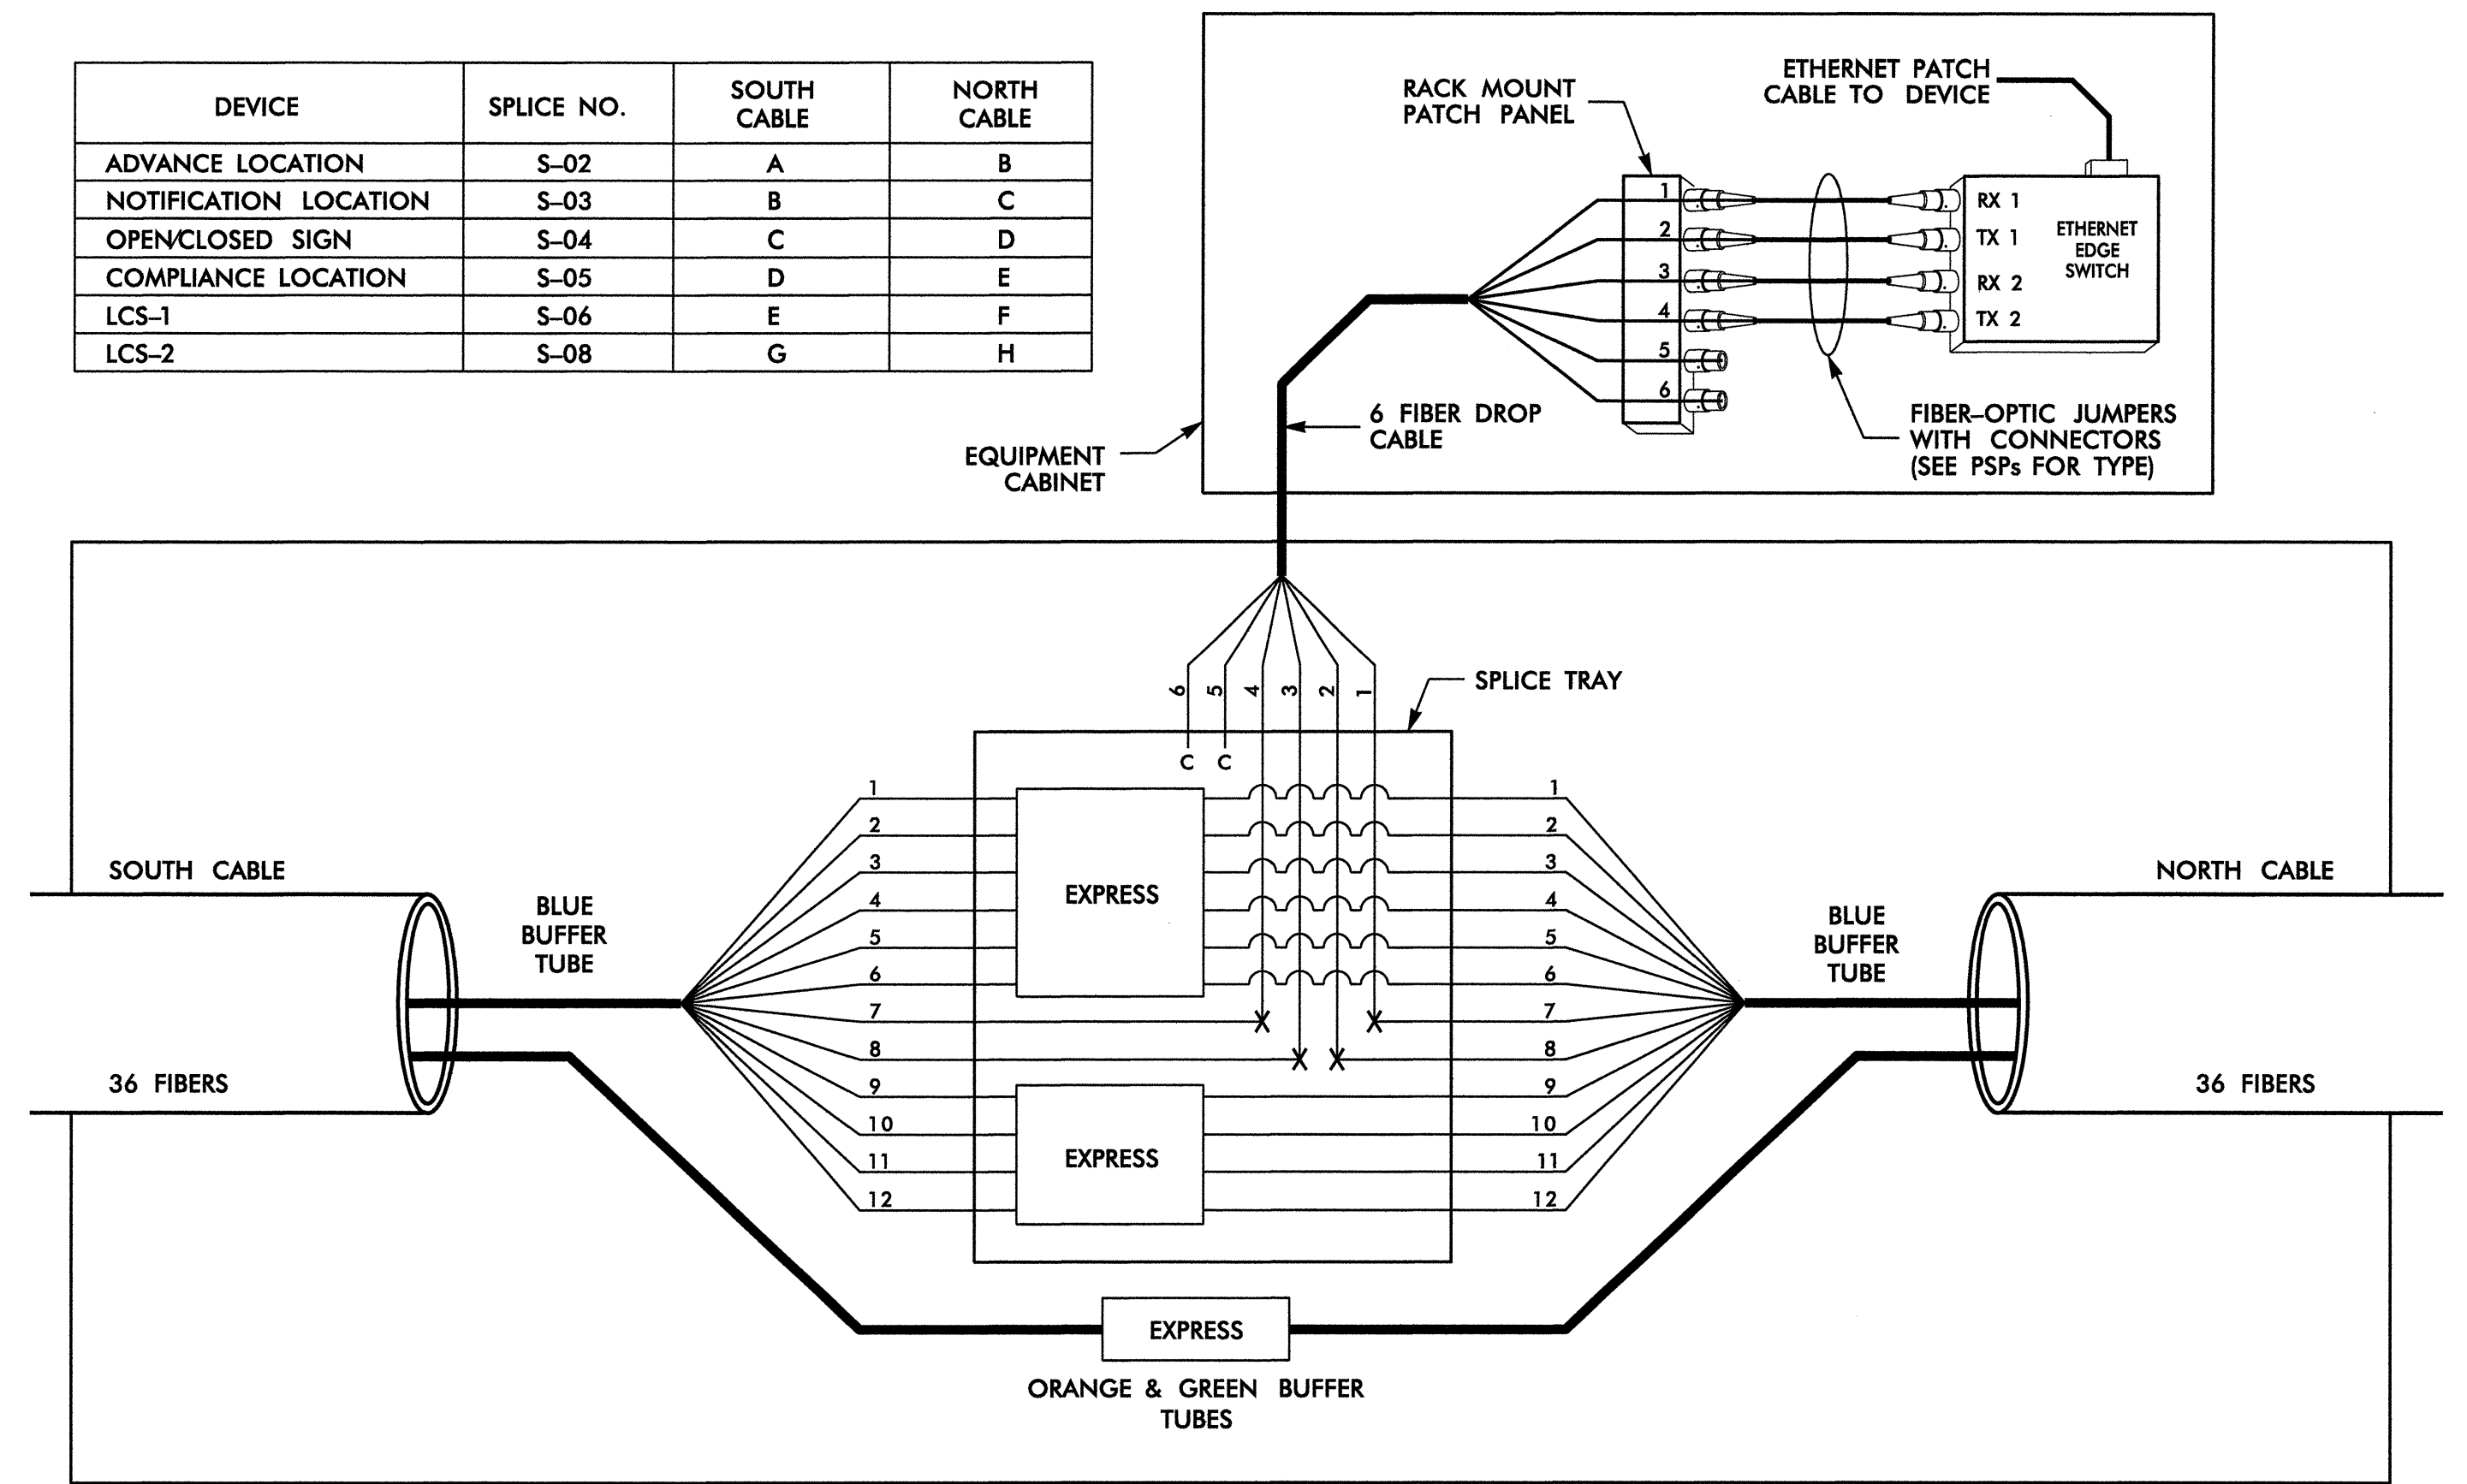 DEVICE SPLICE NO. SOUTH CABLE NORTH CABLE
ADVANCE LOCATION S–02 A B
NOTIFICATION LOCATION S–03 B C
OPEN/CLOSED SIGN S–04 C D
COMPLIANCE LOCATION S–05 D E
LCS–1 S–06 E F
LCS–2 S–08 G H
RACK MOUNT
PATCH PANEL
ETHERNET PATCH
CABLE TO DEVICE
1
2
3
4
5
6
RX 1
TX 1
RX 2
TX 2
ETHERNET
EDGE
SWITCH
6 FIBER DROP
CABLE
FIBER–OPTIC JUMPERS
WITH CONNECTORS
(SEE PSPs FOR TYPE)
EQUIPMENT
CABINET
6 5 4 3 2 1
SPLICE TRAY
C C
1 1
2 2
3 3
4 4
5 5
6 6
7 7
8 8
9 9
10 10
11 11
12 12
EXPRESS
EXPRESS
SOUTH CABLE
36 FIBERS
BLUE
BUFFER
TUBE
BLUE
BUFFER
TUBE
NORTH CABLE
36 FIBERS
EXPRESS
ORANGE & GREEN BUFFER
TUBES